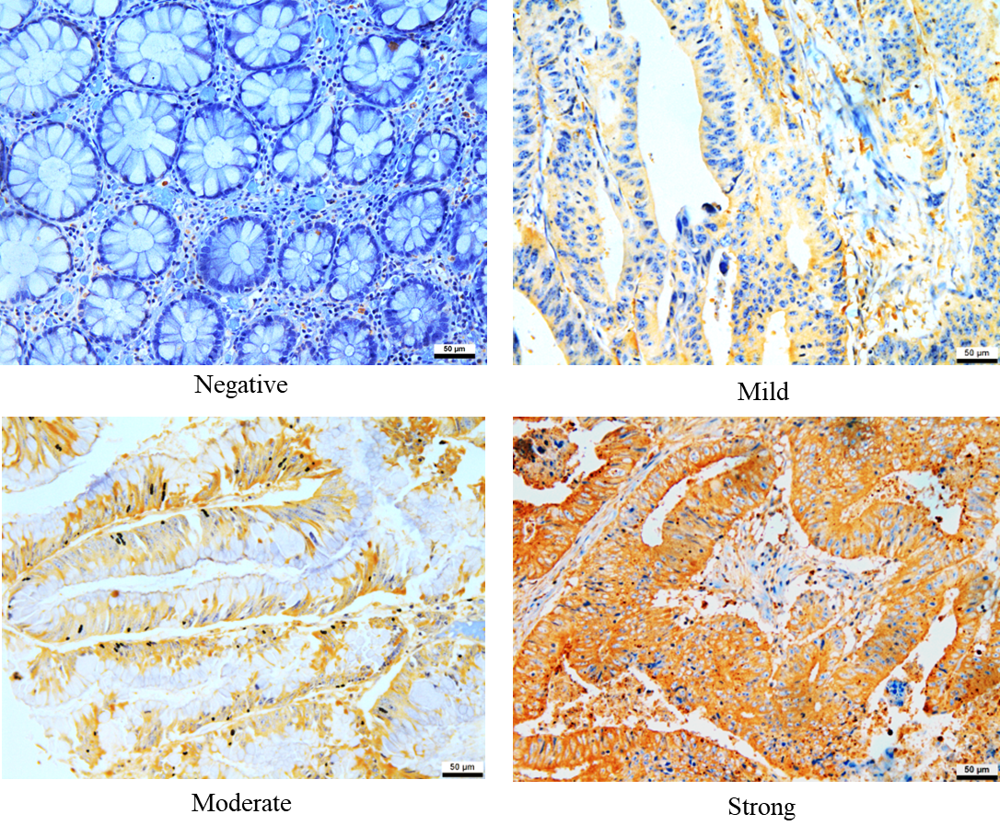 50 µm
50 µm
Negative
Mild
50 µm
50 µm
Moderate
Strong